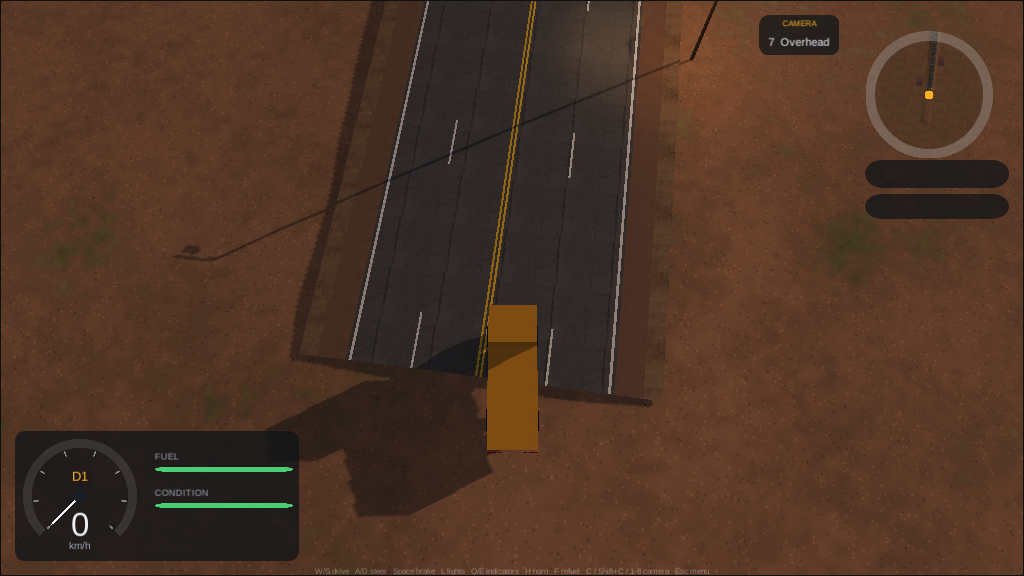 CAMERA
7 Overhead
D1
0
km/h
FUEL
CONDITION
W/S drive A/D steer Space brake L lights Q/E indicators H horn F refuel C / Shift+C / 1-8 camera Esc menu